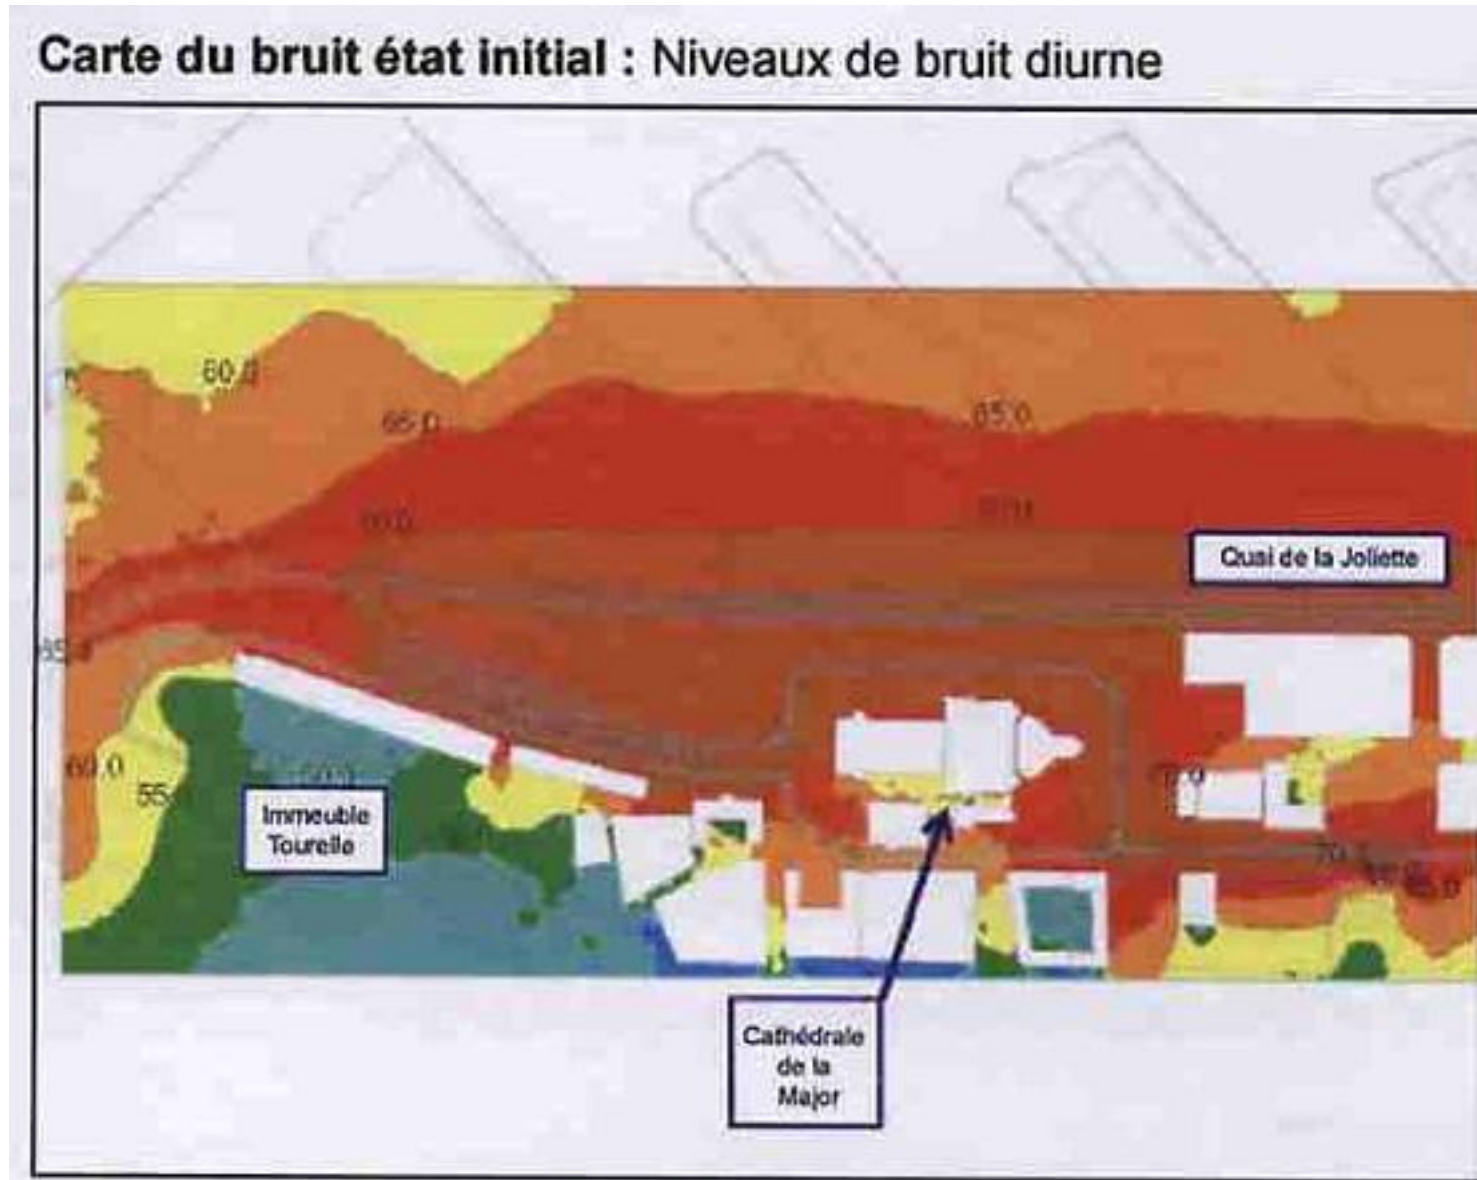 Carte du bruit état initial : Niveaux de bruit diurne
60.0
65.0
65.0
Quai de la Joliette
60.0
55
50.0
Immeuble
Tourelle
Cathédrale
de la
Major